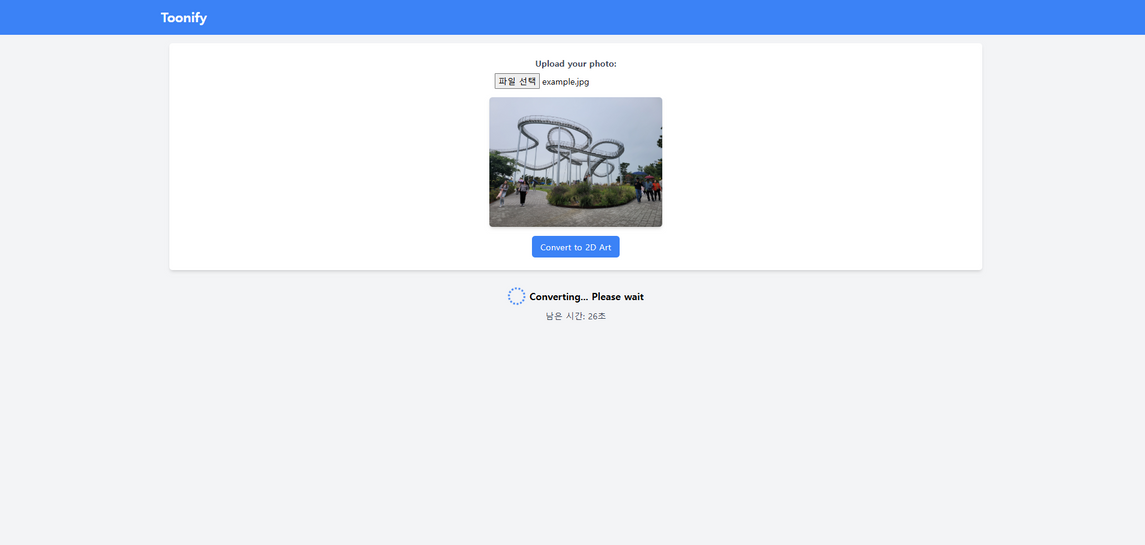 Toonify
Upload your photo:
파일 선택 example.jpg
Convert to 2D Art
Converting... Please wait
남은 시간: 26초